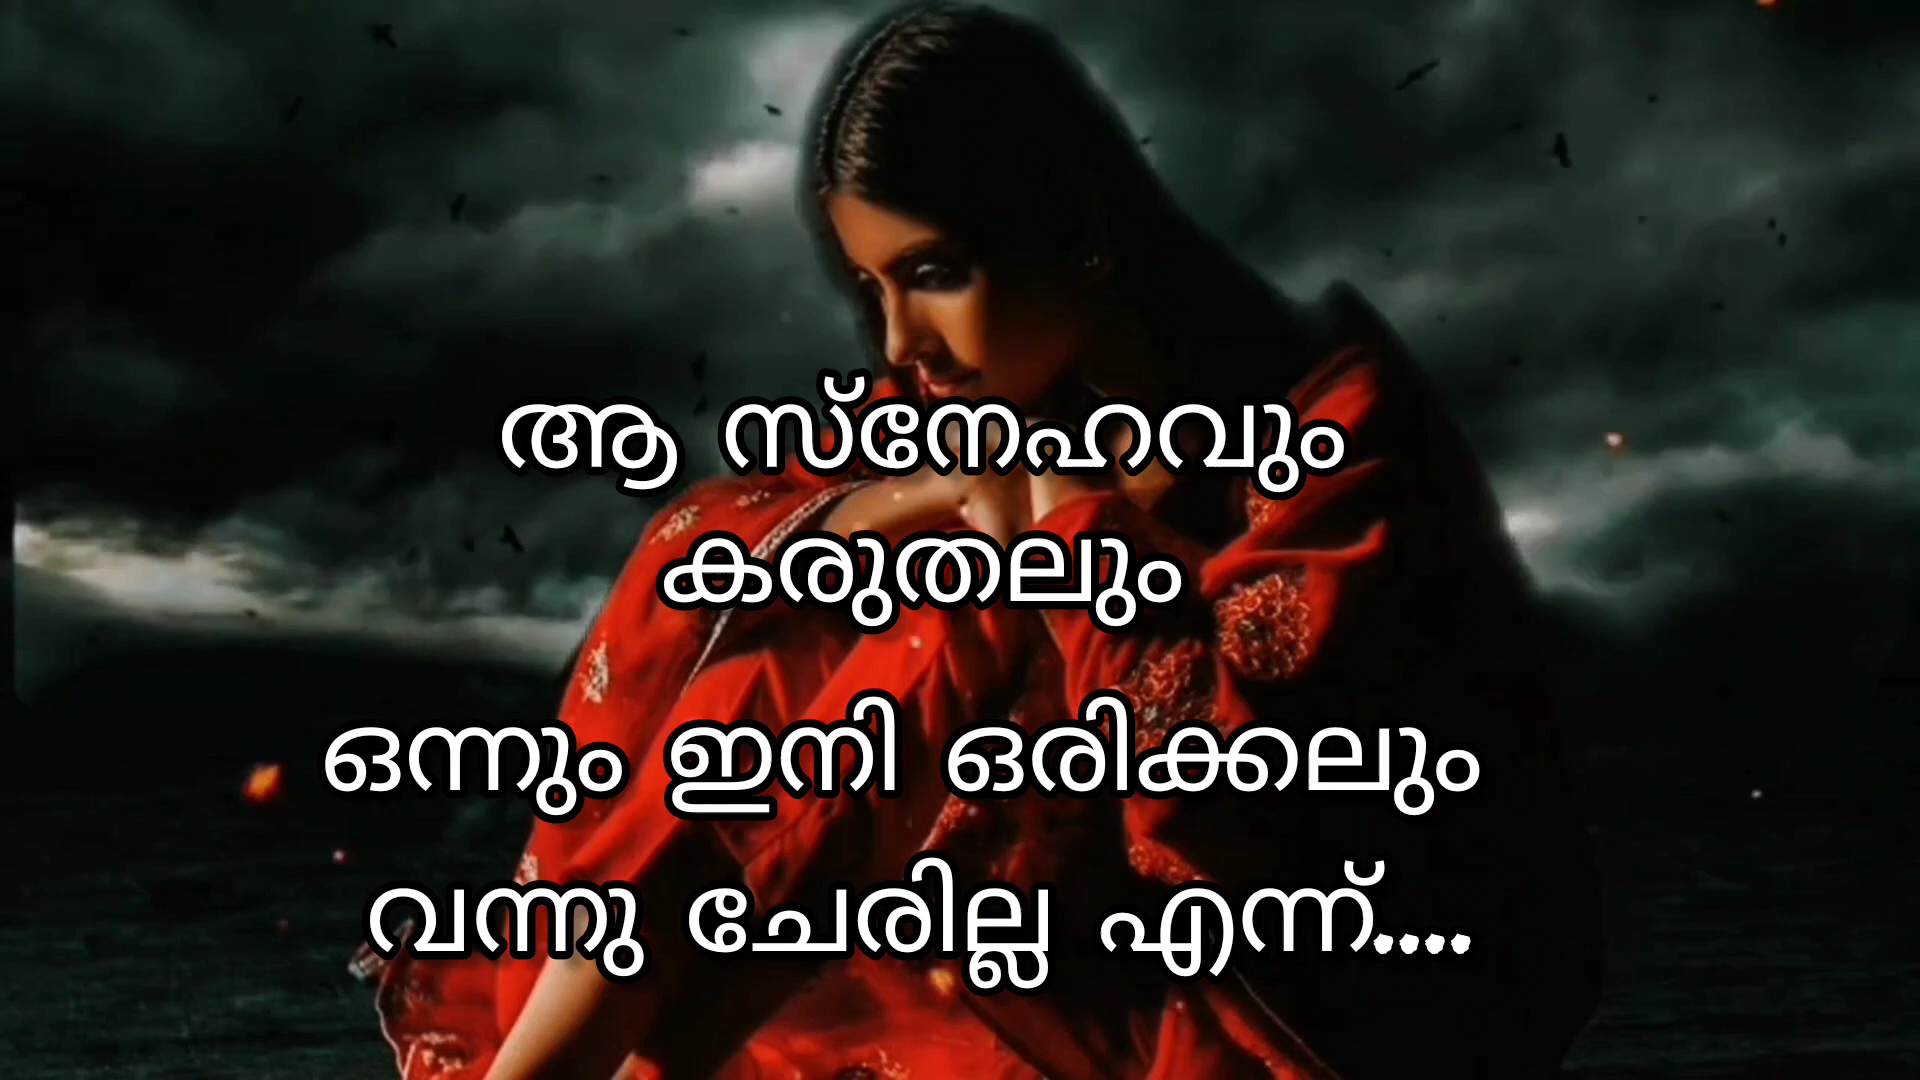 ആ സ്നേഹവും
കരുതലും
ഒന്നും ഇനി ഒരിക്കലും
വന്നു ചേരില്ല എന്ന്....